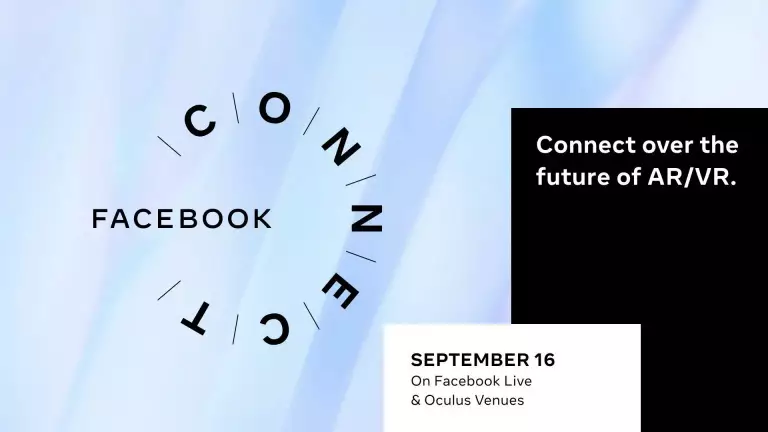 FACEBOOK
CONNECT
Connect over the
future of AR/VR.
SEPTEMBER 16
On Facebook Live
& Oculus Venues